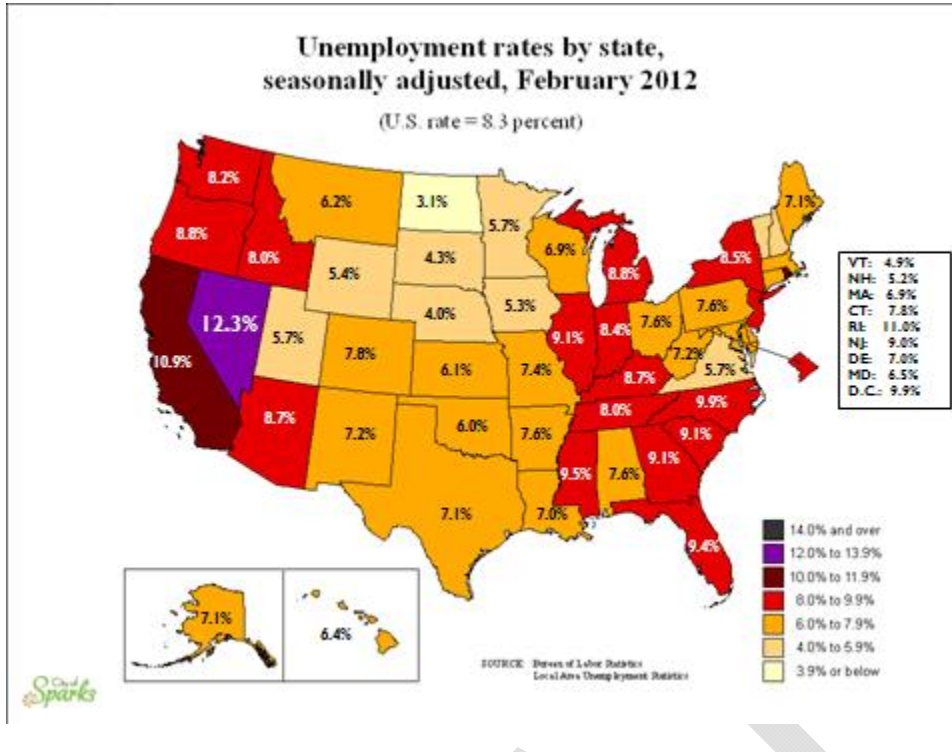 Unemployment rates by state,
seasonally adjusted, February 2012
(U.S. rate = 8.3 percent)
8.2%
6.2%
3.1%
5.7%
7.1%
8.8%
8.0%
5.4%
4.3%
6.9%
8.8%
8.5%
12.3%
5.7%
4.0%
5.3%
9.1%
8.4%
7.6%
7.6%
10.9%
7.8%
6.1%
7.4%
8.7%
7.2%
5.7%
8.7%
7.2%
6.0%
7.6%
8.0%
9.9%
9.1%
7.1%
7.0%
9.5%
7.6%
9.1%
9.4%
VT: 4.9%
NH: 5.2%
MA: 6.9%
CT: 7.8%
RI: 11.0%
NJ: 9.0%
DE: 7.0%
MD: 6.5%
D.C.: 9.9%
14.0% and over
12.0% to 13.9%
10.0% to 11.9%
8.0% to 9.9%
6.0% to 7.9%
4.0% to 5.9%
3.9% or below
7.1%
6.4%
SOURCE: Bureau of Labor Statistics
Local Area Unemployment Statistics
City of
Sparks